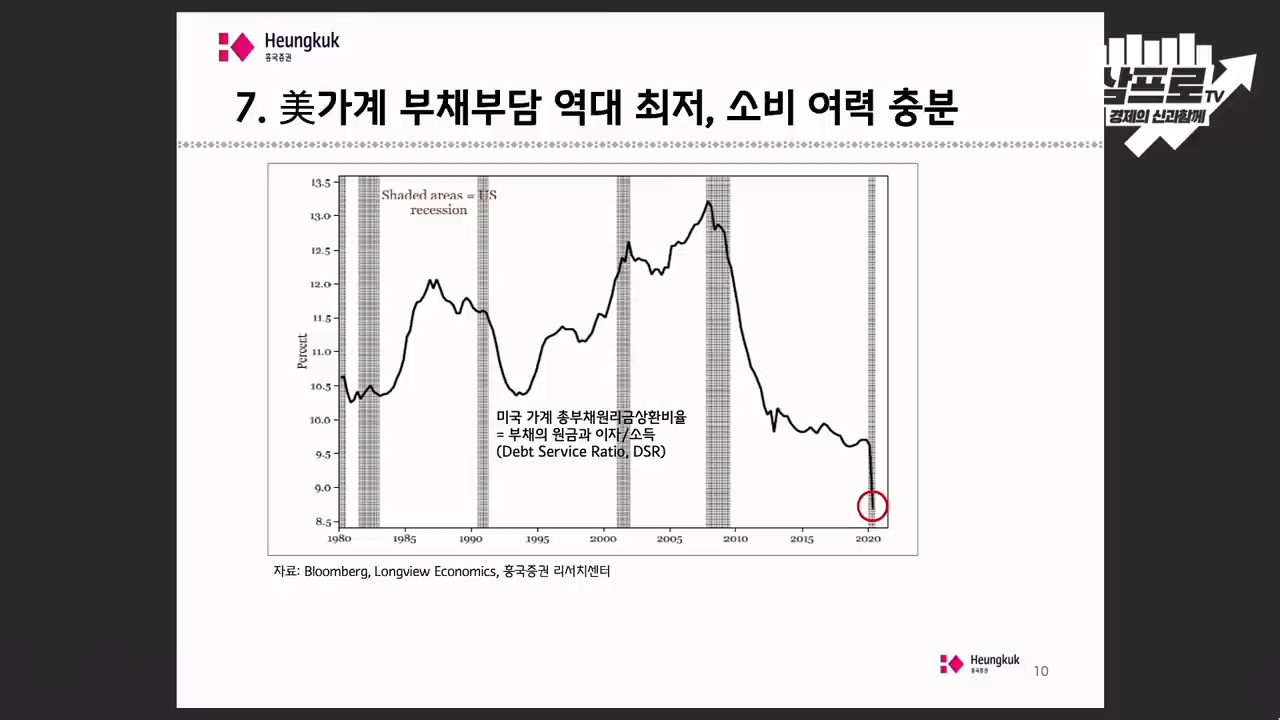 Heungkuk
흥국증권
삼프로TV
경제의 신과함께
7. 美가계 부채부담 역대 최저, 소비 여력 충분
Shaded areas = US
recession
13.5
13.0
12.5
12.0
11.5
11.0
10.5
10.0
9.5
9.0
8.5
Percent
미국 가계 총부채원리금상환비율
= 부채의 원금과 이자/소득
(Debt Service Ratio, DSR)
1980 1985 1990 1995 2000 2005 2010 2015 2020
자료: Bloomberg, Longview Economics, 흥국증권 리서치센터
Heungkuk
흥국증권
10